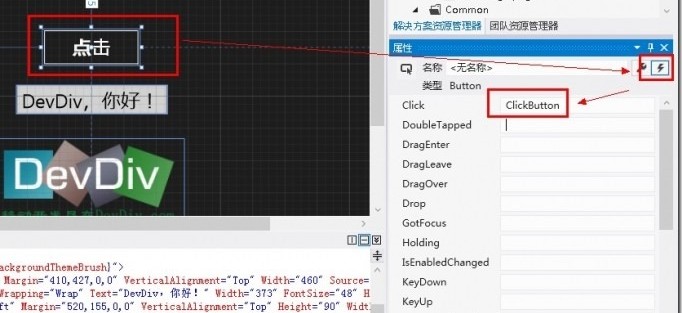 Common
解决方案资源管理器 团队资源管理器
5
点击
DevDiv，你好！
DevDiv
属性
名称 <无名称>
类型 Button
Click ClickButton
DoubleTapped
DragEnter
DragLeave
DragOver
Drop
GotFocus
Holding
IsEnabledChanged
KeyDown
KeyUp
ackgroundThemeBrush}">
Margin="410,427,0,0" VerticalAlignment="Top" Width="460" Source=
Wrapping="Wrap" Text="DevDiv，你好！" Width="373" FontSize="48" H
ft" Margin="520,155,0,0" VerticalAlignment="Top" Height="90" Widt